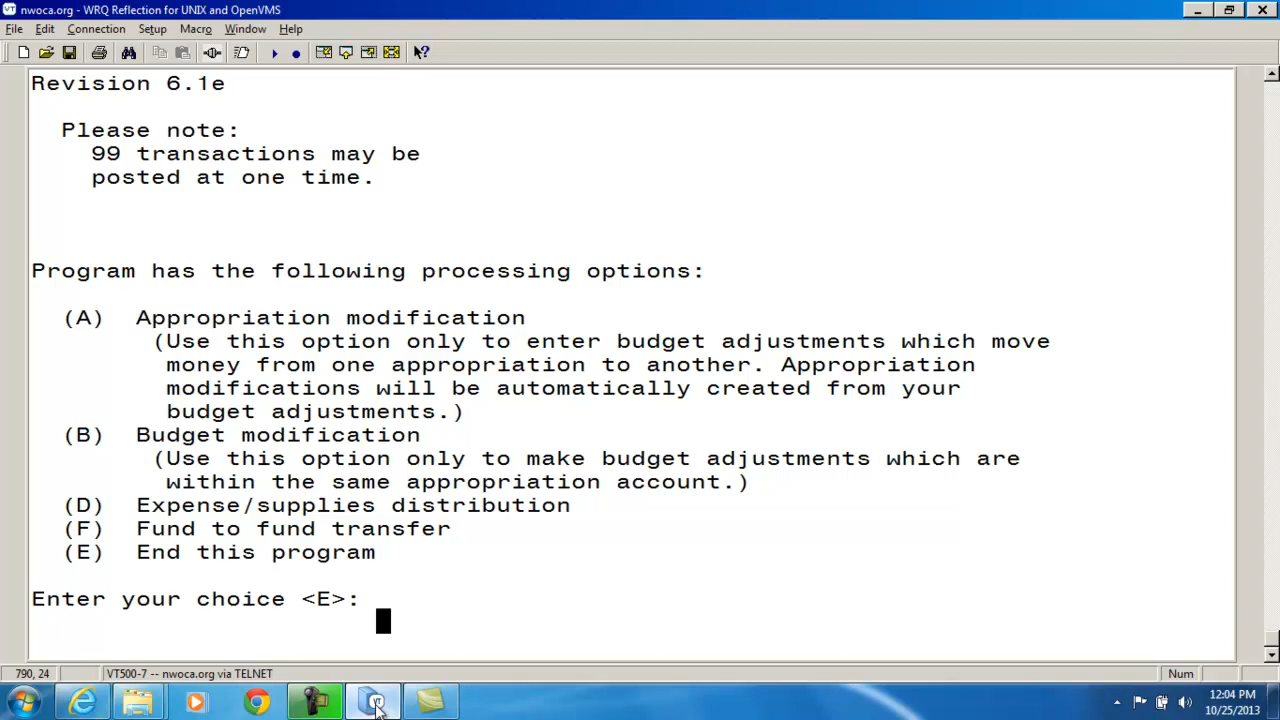 nwoca.org - WRQ Reflection for UNIX and OpenVMS
File Edit Connection Setup Macro Window Help
Revision 6.1e
Please note:
99 transactions may be
posted at one time.
Program has the following processing options:
(A) Appropriation modification
(Use this option only to enter budget adjustments which move
money from one appropriation to another. Appropriation
modifications will be automatically created from your
budget adjustments.)
(B) Budget modification
(Use this option only to make budget adjustments which are
within the same appropriation account.)
(D) Expense/supplies distribution
(F) Fund to fund transfer
(E) End this program
Enter your choice <E>:
790, 24 VT500-7 -- nwoca.org via TELNET Num
12:04 PM
10/25/2013